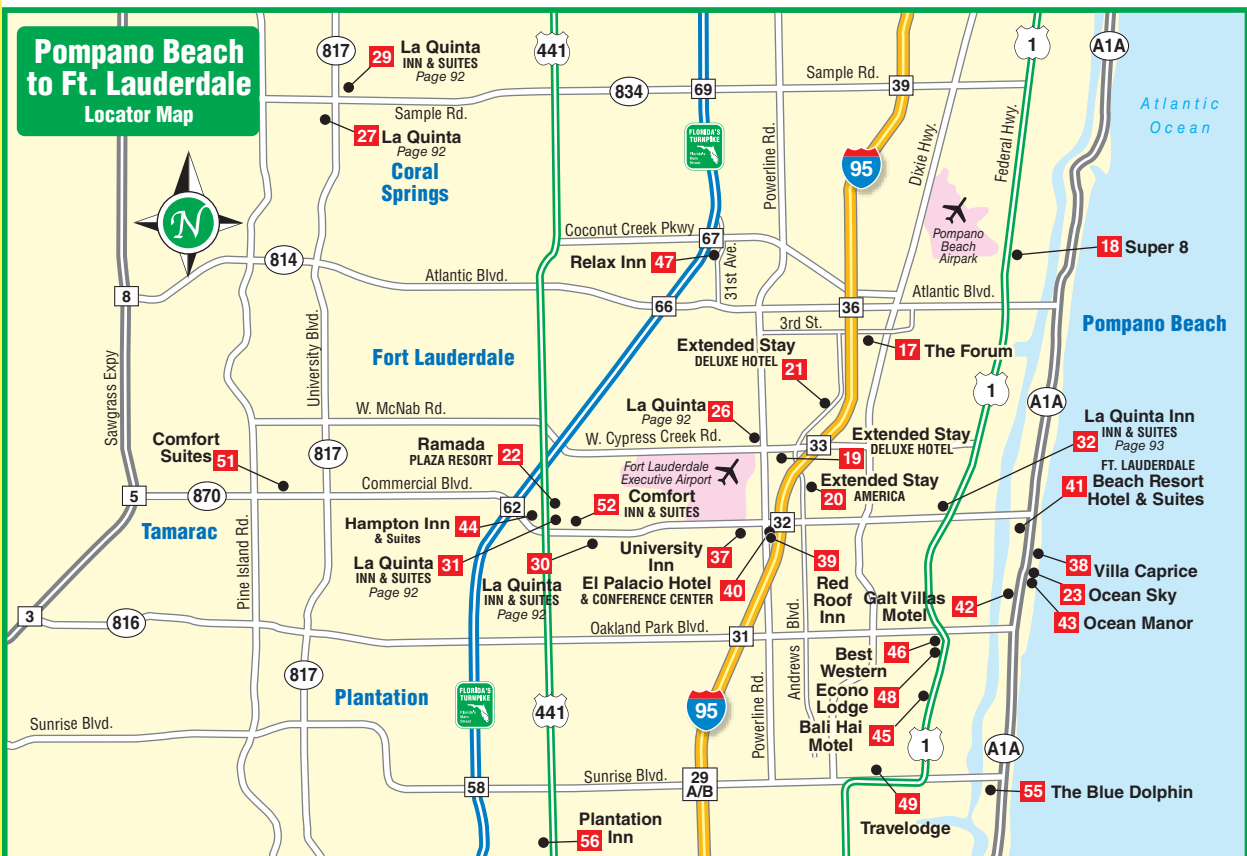 Pompano Beach
to Ft. Lauderdale
Locator Map
817
29
La Quinta
INN & SUITES
Page 92
441
69
834
Sample Rd.
39
1
A1A
Sample Rd.
27
La Quinta
Page 92
Coral
Springs
FLORIDA'S
TURNPIKE
Florida's
Main
Street
Powerline Rd.
95
Dixie Hwy.
Federal Hwy.
Atlantic
Ocean
N
Pompano
Beach
Airpark
18
Super 8
Coconut Creek Pkwy
67
Relax Inn
47
31st Ave.
814
Atlantic Blvd.
8
66
36
Atlantic Blvd.
3rd St.
Pompano Beach
University Blvd.
Sawgrass Expy
Fort Lauderdale
Extended Stay
DELUXE HOTEL
21
17
The Forum
1
A1A
W. McNab Rd.
La Quinta
Page 92
26
W. Cypress Creek Rd.
33
Extended Stay
DELUXE HOTEL
19
La Quinta Inn
INN & SUITES
Page 93
32
Comfort
Suites
51
817
Ramada
PLAZA RESORT
22
Fort Lauderdale
Executive Airport
Extended Stay
AMERICA
20
FT. LAUDERDALE
Beach Resort
Hotel & Suites
41
5
870
Commercial Blvd.
62
52
Comfort
INN & SUITES
32
Tamarac
Hampton Inn
& Suites
44
La Quinta
INN & SUITES
Page 92
31
30
La Quinta
INN & SUITES
Page 92
University
Inn
37
El Palacio Hotel
& CONFERENCE CENTER
40
39
Red
Roof
Inn
38
Villa Caprice
23
Ocean Sky
43
Ocean Manor
Galt Villas
Motel
42
Pine Island Rd.
3
816
Oakland Park Blvd.
31
Andrews Blvd.
Best
Western
46
Econo
Lodge
48
Bali Hai
Motel
45
817
Plantation
FLORIDA'S
TURNPIKE
Florida's
Main
Street
441
95
Powerline Rd.
1
A1A
Sunrise Blvd.
58
Sunrise Blvd.
29
A/B
49
Travelodge
55
The Blue Dolphin
Plantation
Inn
56